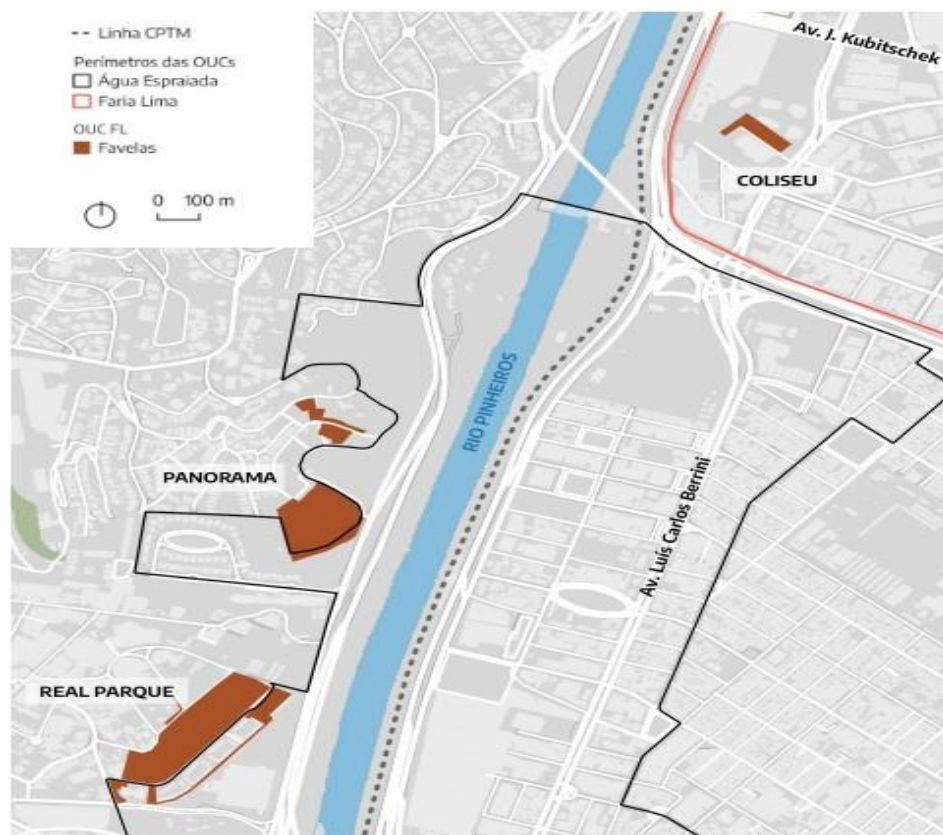 Linha CPTM
Perímetros das OUCs
Água Espraiada
Faria Lima
OUC FL
Favelas
0 100 m
Av. J. Kubitschek
COLISEU
RIO PINHEIROS
PANORAMA
Av. Luís Carlos Berrini
REAL PARQUE